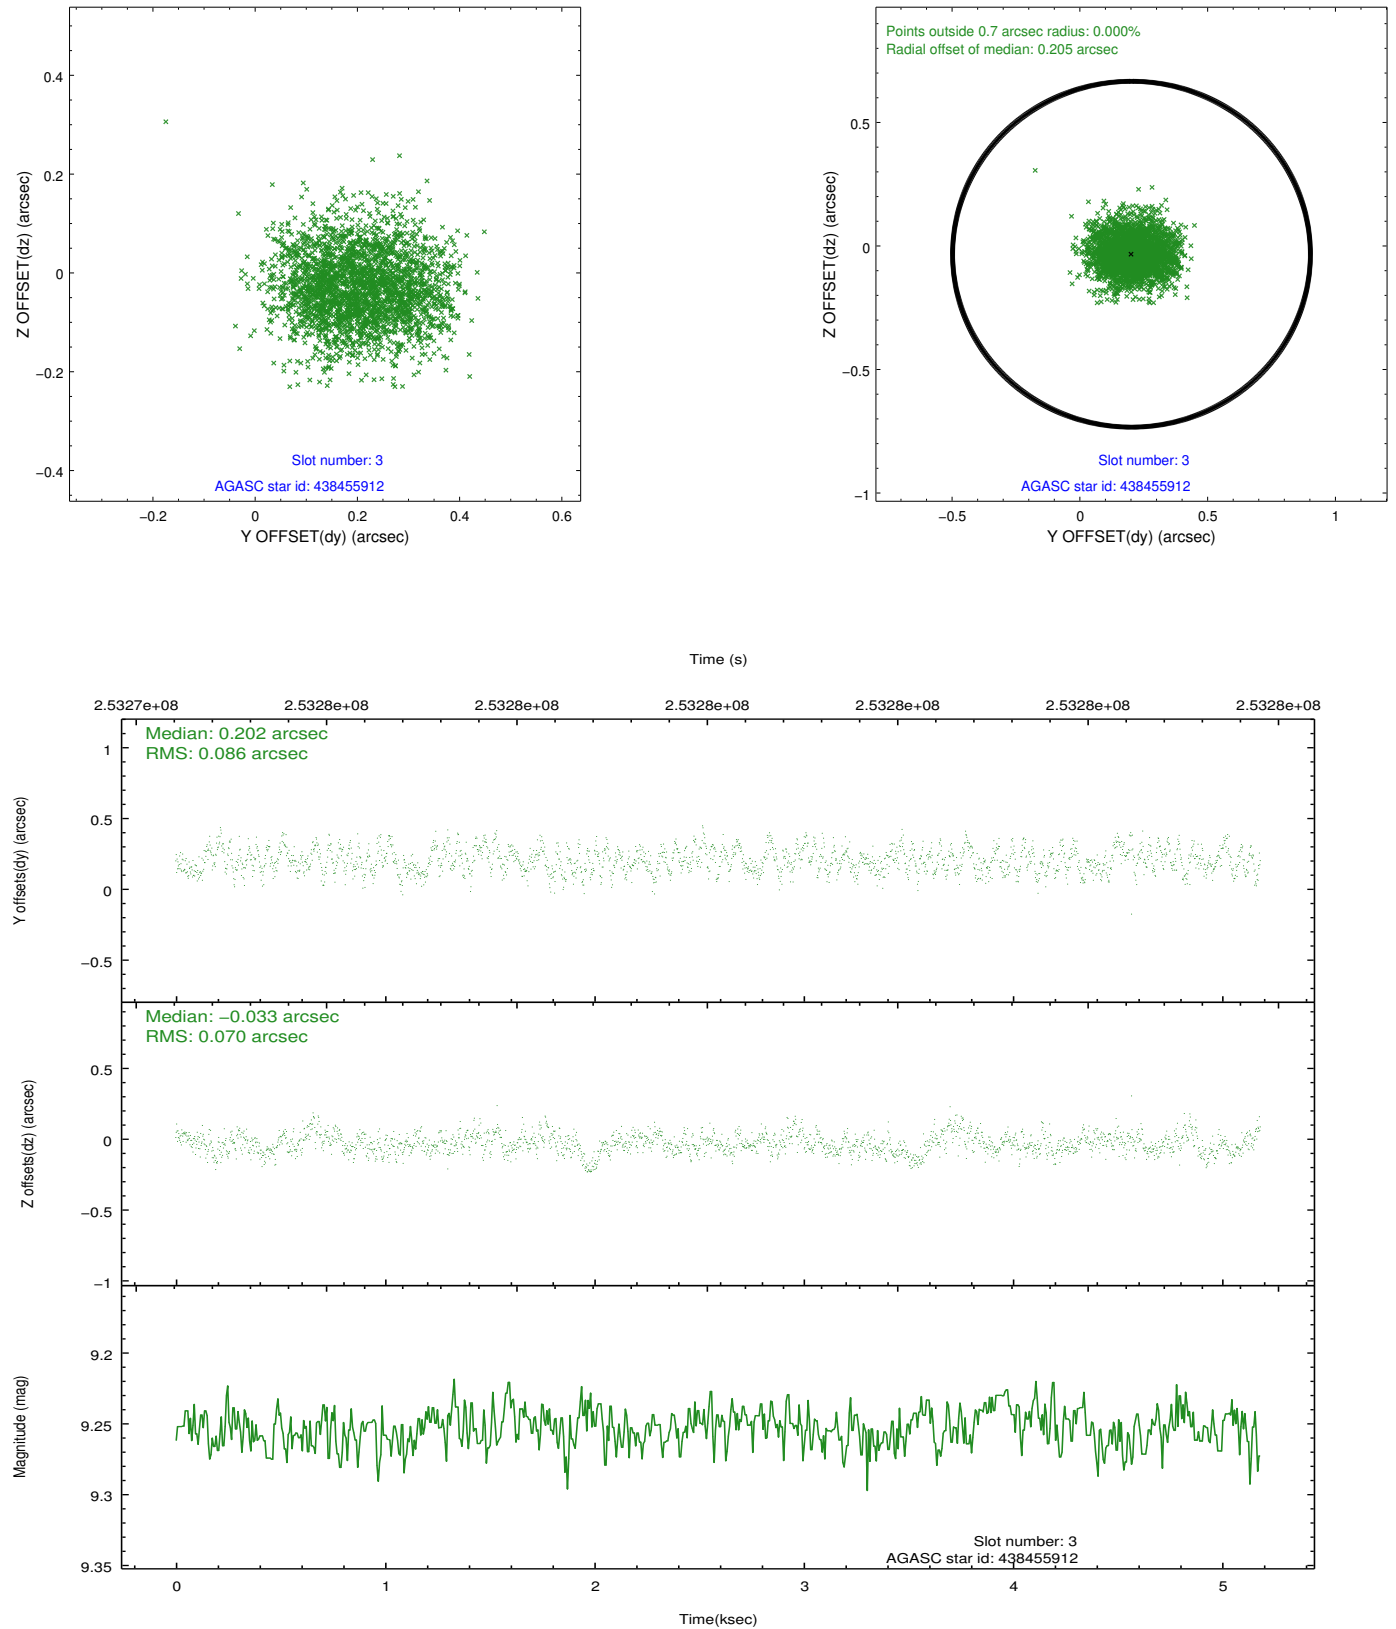 0.4
0.2
0
−0.2
−0.4
Z OFFSET(dz) (arcsec)
Slot number: 3
AGASC star id: 438455912
−0.2 0 0.2 0.4 0.6
Y OFFSET(dy) (arcsec)
Points outside 0.7 arcsec radius: 0.000%
Radial offset of median: 0.205 arcsec
0.5
0
−0.5
−1
Z OFFSET(dz) (arcsec)
Slot number: 3
AGASC star id: 438455912
−0.5 0 0.5 1
Y OFFSET(dy) (arcsec)
Time (s)
2.5327e+08 2.5328e+08 2.5328e+08 2.5328e+08 2.5328e+08 2.5328e+08 2.5328e+08
Median: 0.202 arcsec
RMS: 0.086 arcsec
1
0.5
0
−0.5
Y offsets(dy) (arcsec)
Median: −0.033 arcsec
RMS: 0.070 arcsec
0.5
0
−0.5
−1
Z offsets(dz) (arcsec)
9.2
9.25
9.3
9.35
Magnitude (mag)
Slot number: 3
AGASC star id: 438455912
0 1 2 3 4 5
Time(ksec)